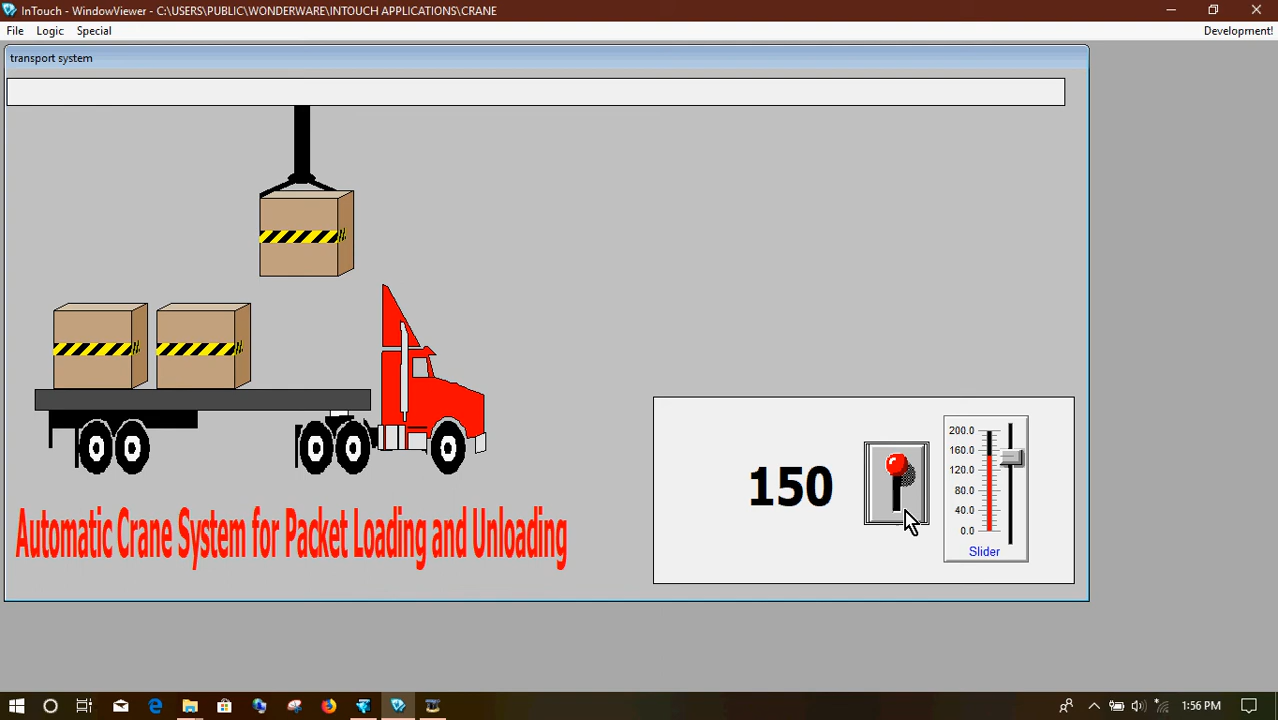 InTouch - WindowViewer - C:\USERS\PUBLIC\WONDERWARE\INTOUCH APPLICATIONS\CRANE
File Logic Special Development!
transport system
200.0
160.0
120.0
80.0
40.0
0.0
150
Slider
Automatic Crane System for Packet Loading and Unloading
1:56 PM